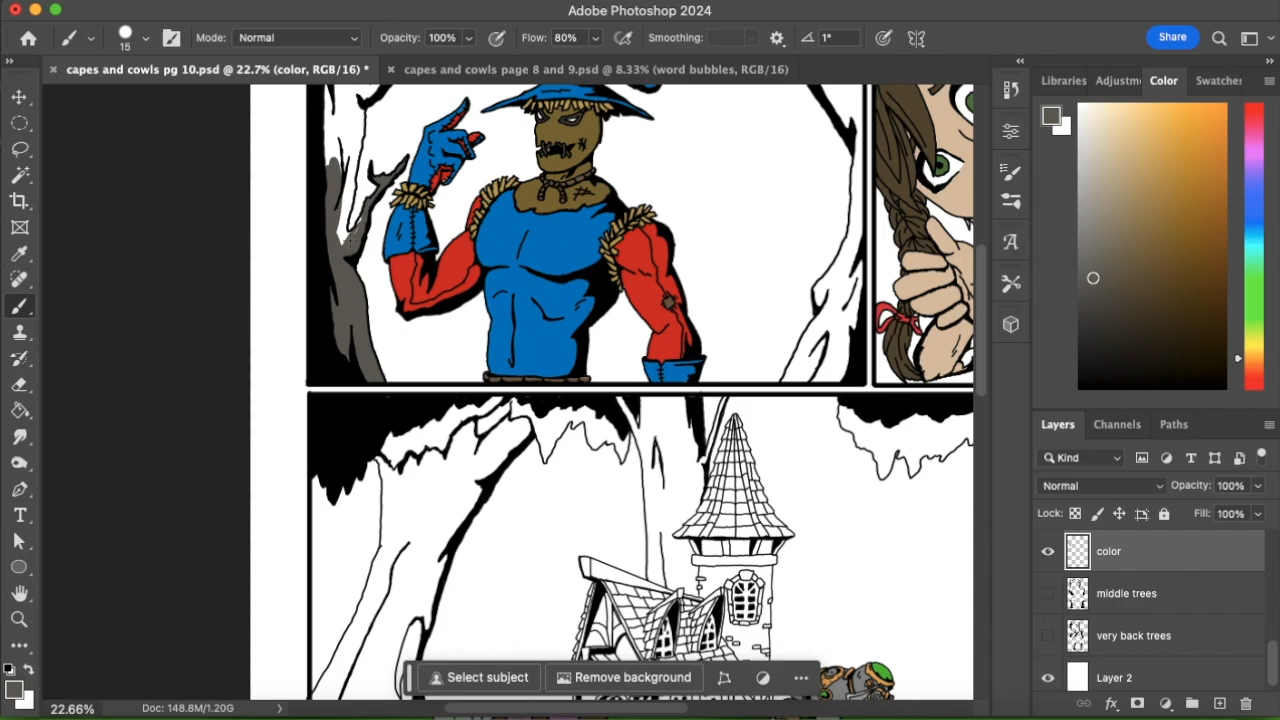 Adobe Photoshop 2024
15
Mode: Normal
Opacity: 100%
Flow: 80%
Smoothing:
1°
Share
capes and cowls pg 10.psd @ 22.7% (color, RGB/16) *
capes and cowls page 8 and 9.psd @ 8.33% (word bubbles, RGB/16)
Libraries
Adjustm
Color
Swatche
Layers
Channels
Paths
Kind
Normal
Opacity: 100%
Lock:
Fill: 100%
color
middle trees
very back trees
Layer 2
Select subject
Remove background
22.66%
Doc: 148.8M/1.20G